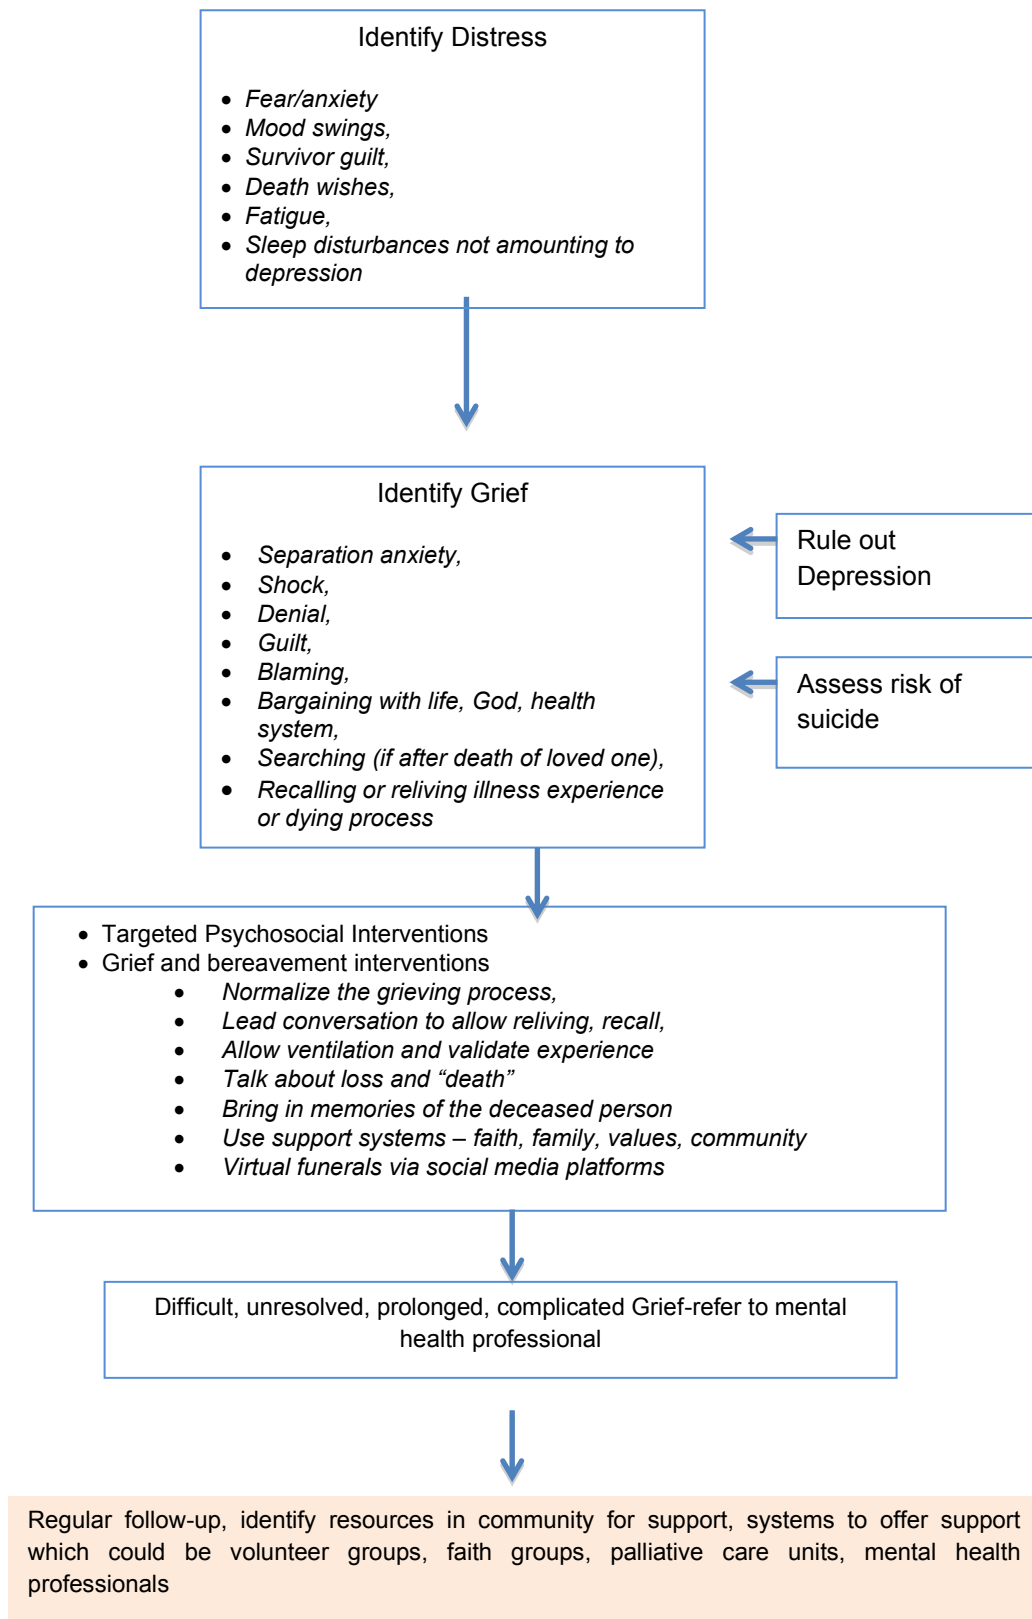 Identify Distress
• Fear/anxiety
• Mood swings,
• Survivor guilt,
• Death wishes,
• Fatigue,
• Sleep disturbances not amounting to
depression
Identify Grief
• Separation anxiety,
• Shock,
• Denial,
• Guilt,
• Blaming,
• Bargaining with life, God, health
system,
• Searching (if after death of loved one),
• Recalling or reliving illness experience
or dying process
Rule out
Depression
Assess risk of
suicide
• Targeted Psychosocial Interventions
• Grief and bereavement interventions
• Normalize the grieving process,
• Lead conversation to allow reliving, recall,
• Allow ventilation and validate experience
• Talk about loss and “death”
• Bring in memories of the deceased person
• Use support systems – faith, family, values, community
• Virtual funerals via social media platforms
Difficult, unresolved, prolonged, complicated Grief-refer to mental
health professional
Regular follow-up, identify resources in community for support, systems to offer support
which could be volunteer groups, faith groups, palliative care units, mental health
professionals